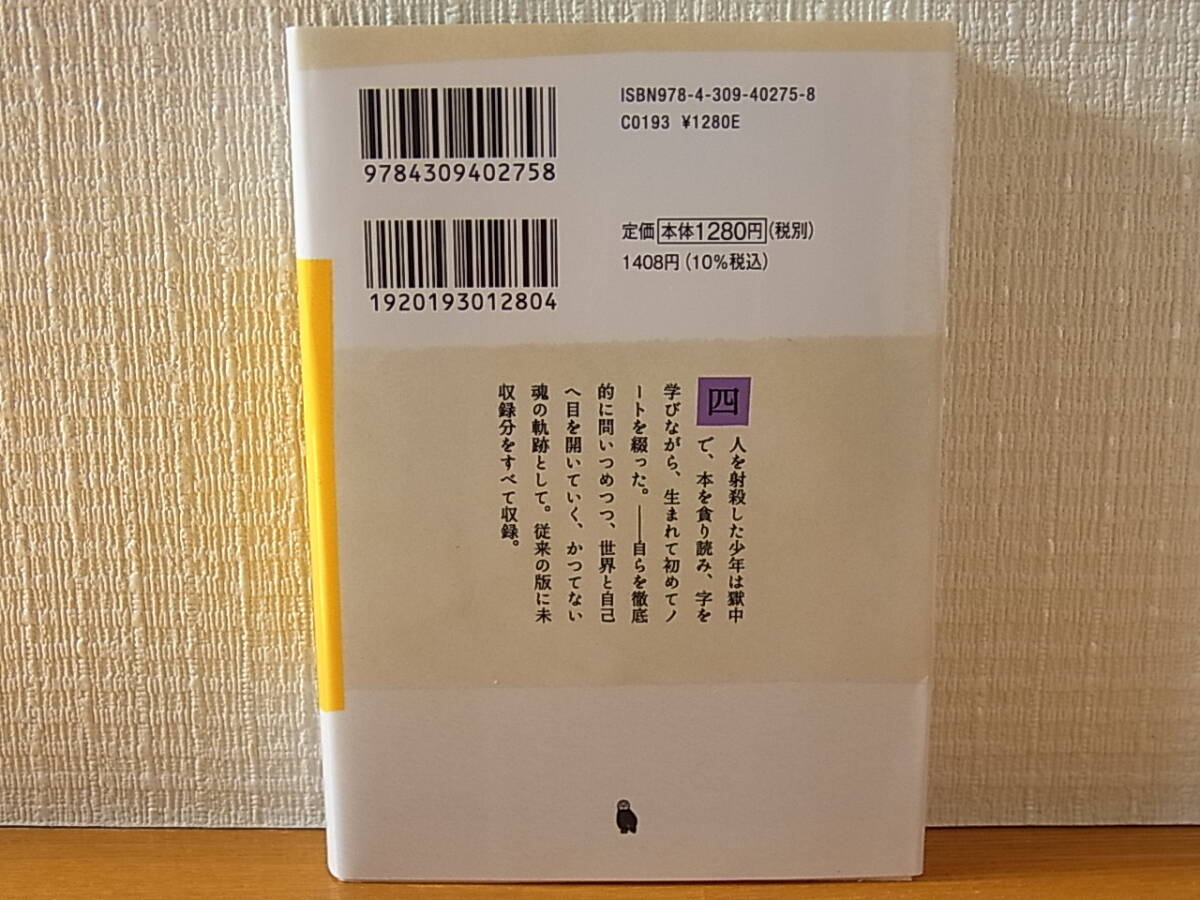 ISBN978-4-309-40275-8
C0193 ¥1280E
9784309402758
定価 本体1280円 (税別)
1408円 (10%税込)
1920193012804
四人を射殺した少年は獄中
で、本を貪り読み、字を
学びながら、生まれて初めてノ
ートを綴った。――自らを徹底
的に問いつめつつ、世界と自己
へ目を開いていく、かつてない
魂の軌跡として。従来の版に未
収録分をすべて収録。